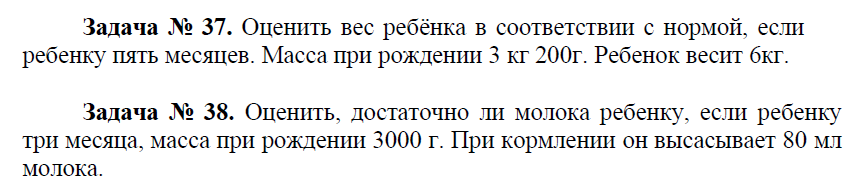 Задача № 37. Оценить вес ребёнка в соответствии с нормой, если
ребенку пять месяцев. Масса при рождении 3 кг 200г. Ребенок весит 6кг.
Задача № 38. Оценить, достаточно ли молока ребенку, если ребенку
три месяца, масса при рождении 3000 г. При кормлении он высасывает 80 мл
молока.